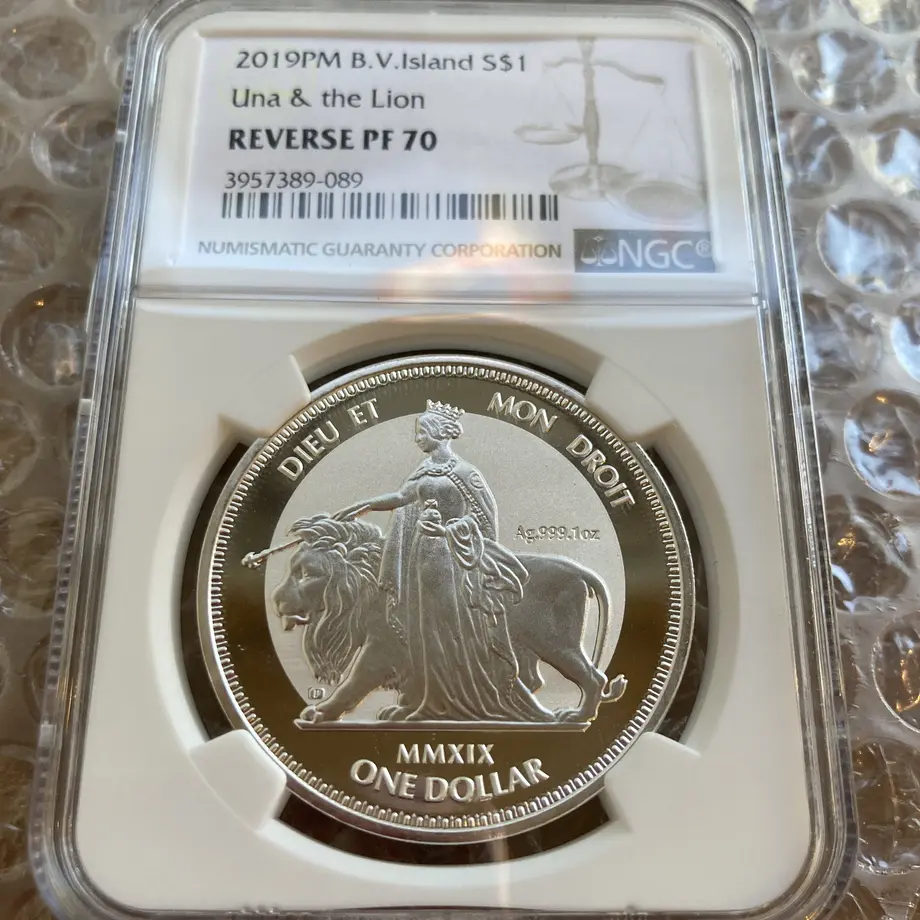 2019PM B.V.Island S$1
Una & the Lion
REVERSE PF 70
3957389-089
NUMISMATIC GUARANTY CORPORATION
NGC®
DIEU ET MON DROIT
Ag.999.1oz
MMXIX
ONE DOLLAR